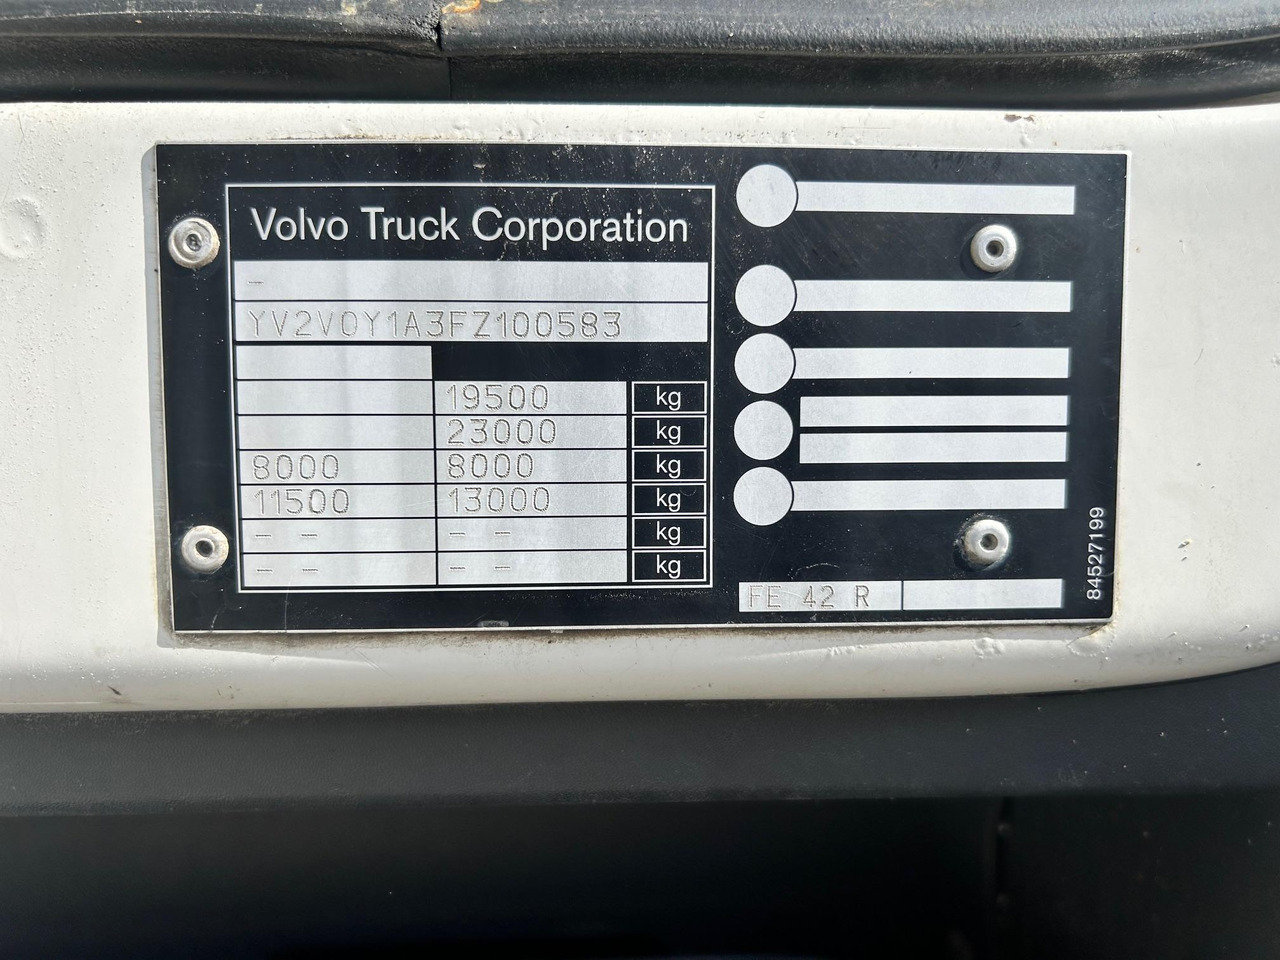 Volvo Truck Corporation
-
YV2V0Y1A3FZ100583
19500 kg
23000 kg
8000 8000 kg
11500 13000 kg
- - - - kg
- - - - kg
FE 42 R
84527199